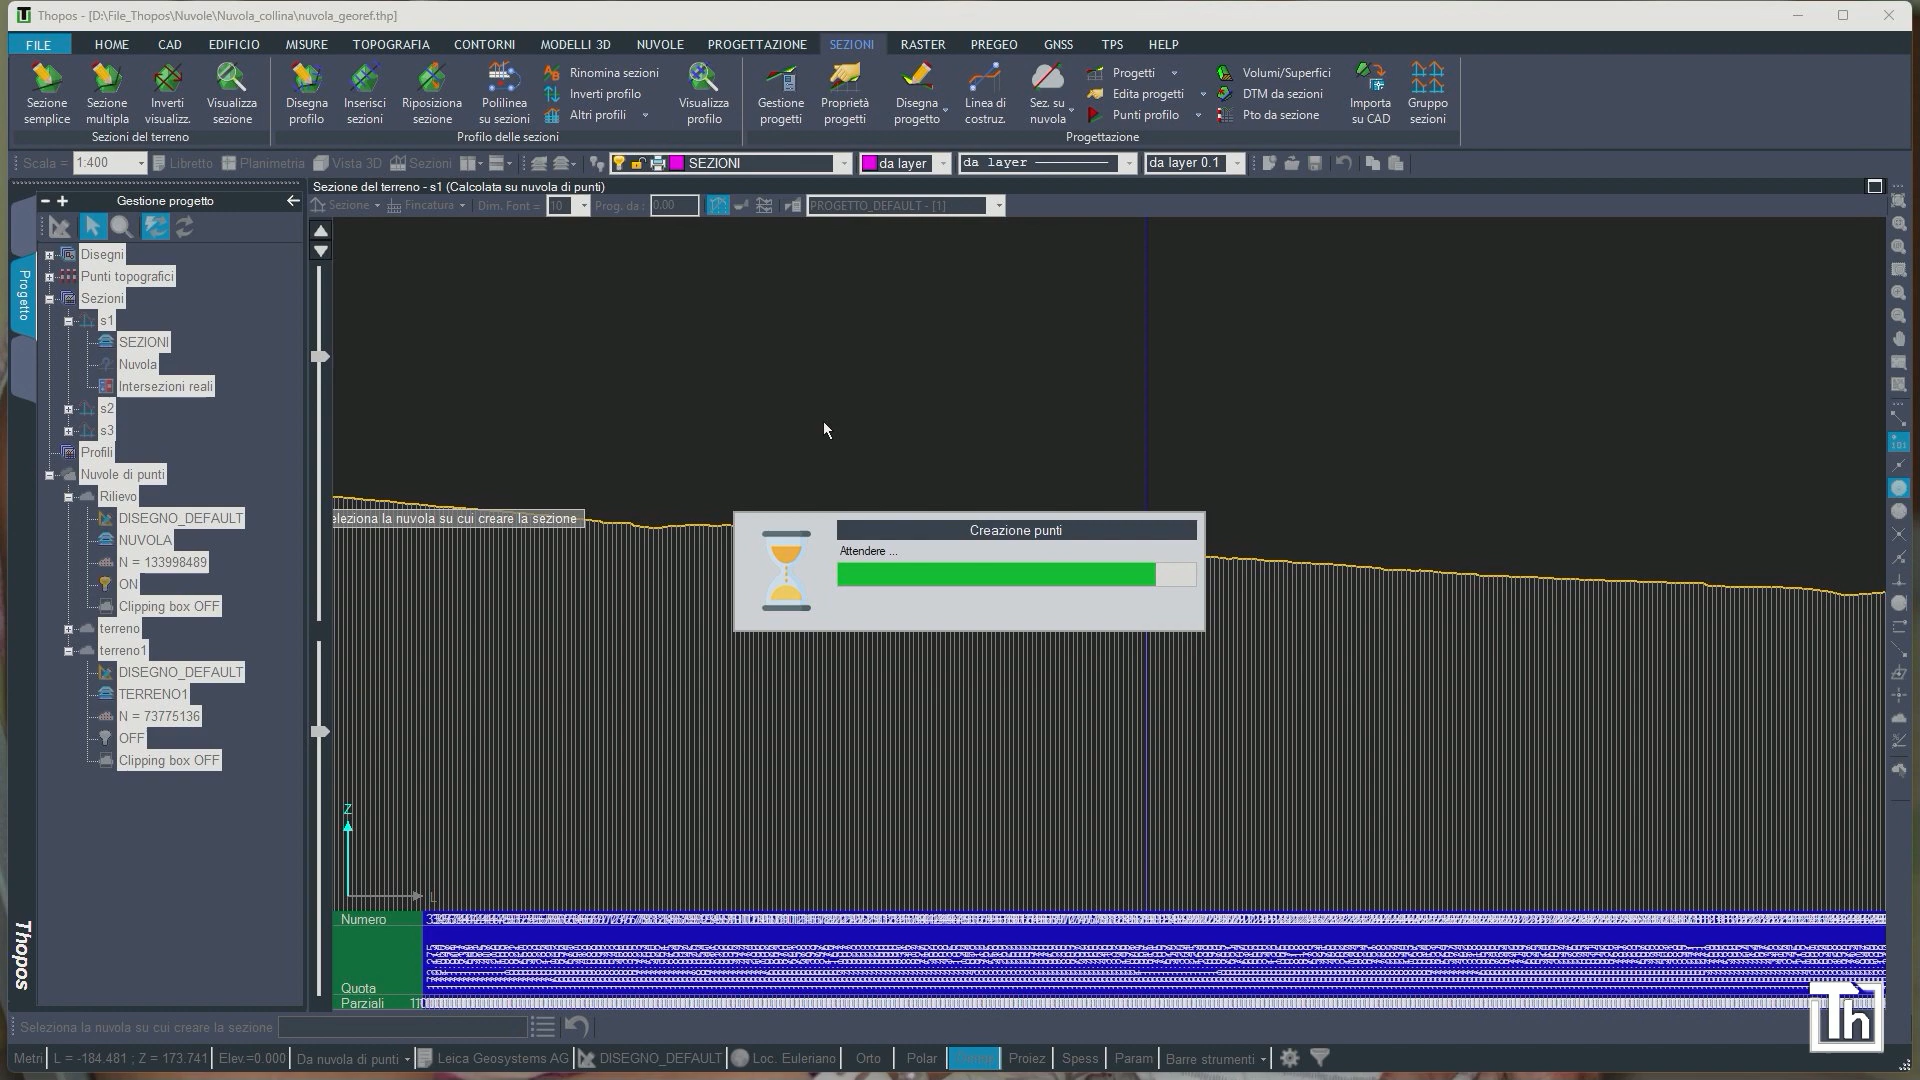 Thopos - [D:\File_Thopos\Nuvole\Nuvola_collina\nuvola_georef.thp]
FILE HOME CAD EDIFICIO MISURE TOPOGRAFIA CONTORNI MODELLI 3D NUVOLE PROGETTAZIONE SEZIONI RASTER PREGEO GNSS TPS HELP
Sezione semplice
Sezione multipla
Inverti visualizz.
Visualizza sezione
Sezioni del terreno
Disegna profilo
Inserisci sezioni
Riposiziona sezione
Polilinea su sezioni
Rinomina sezioni
Inverti profilo
Altri profili
Visualizza profilo
Profilo delle sezioni
Gestione progetti
Proprietà progetti
Disegna progetto
Linea di costruz.
Sez. su nuvola
Progetti
Edita progetti
Punti profilo
Volumi/Superfici
DTM da sezioni
Pto da sezione
Importa su CAD
Gruppo sezioni
Progettazione
Scala = 1:400 Libretto Planimetria Vista 3D Sezioni SEZIONI da layer da layer da layer 0.1
Sezione del terreno - s1 (Calcolata su nuvola di punti)
Sezione Fincatura Dim. Font = 10 Prog. da: 0.00 PROGETTO_DEFAULT - [1]
Gestione progetto
Progetto
Disegni
Punti topografici
Sezioni
s1
SEZIONI
Nuvola
Intersezioni reali
s2
s3
Profili
Nuvole di punti
Rilievo
DISEGNO_DEFAULT
NUVOLA
N = 133998489
ON
Clipping box OFF
terreno
terreno1
DISEGNO_DEFAULT
TERRENO1
N = 73775136
OFF
Clipping box OFF
Thopos
eleziona la nuvola su cui creare la sezione
Creazione punti
Attendere ...
Z
L
Numero
Quota
Parziali
Th
Seleziona la nuvola su cui creare la sezione
Metri L = -184.481 ; Z = 173.741 Elev.=0.000 Da nuvola di punti Leica Geosystems AG DISEGNO_DEFAULT Loc. Euleriano Orto Polar Proiez Spess Param Barre strumenti